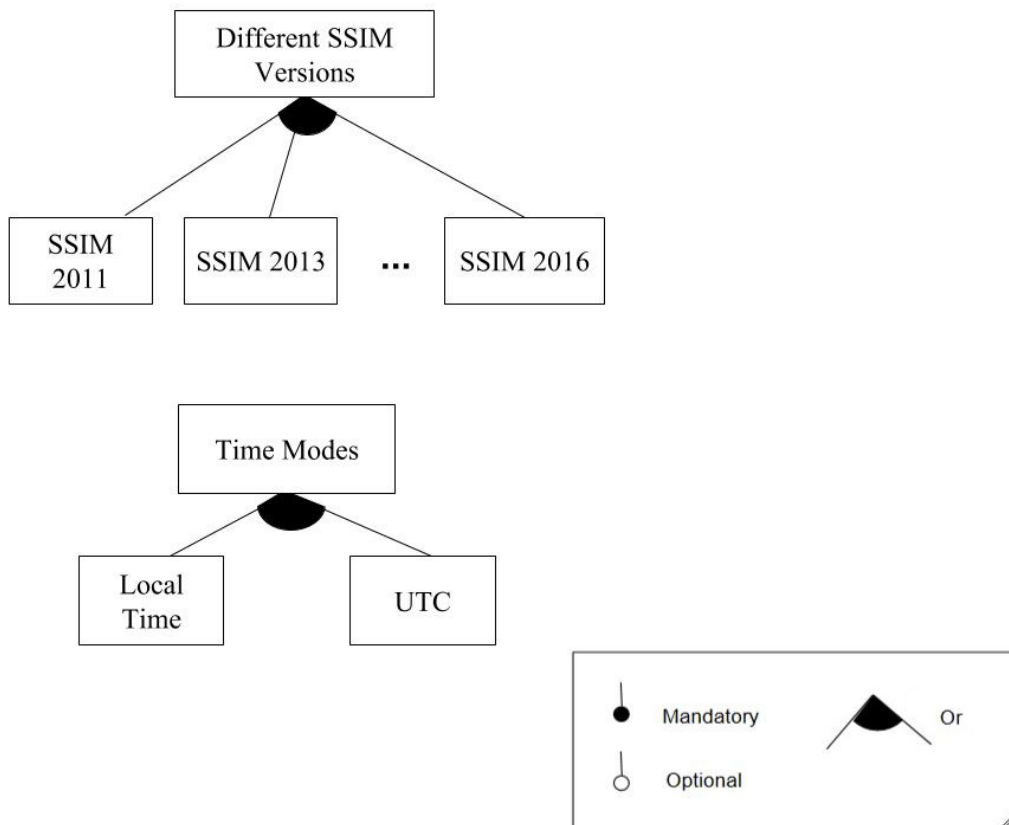 Different SSIM
Versions
SSIM
2011
SSIM 2013
...
SSIM 2016
Time Modes
Local
Time
UTC
Mandatory
Or
Optional